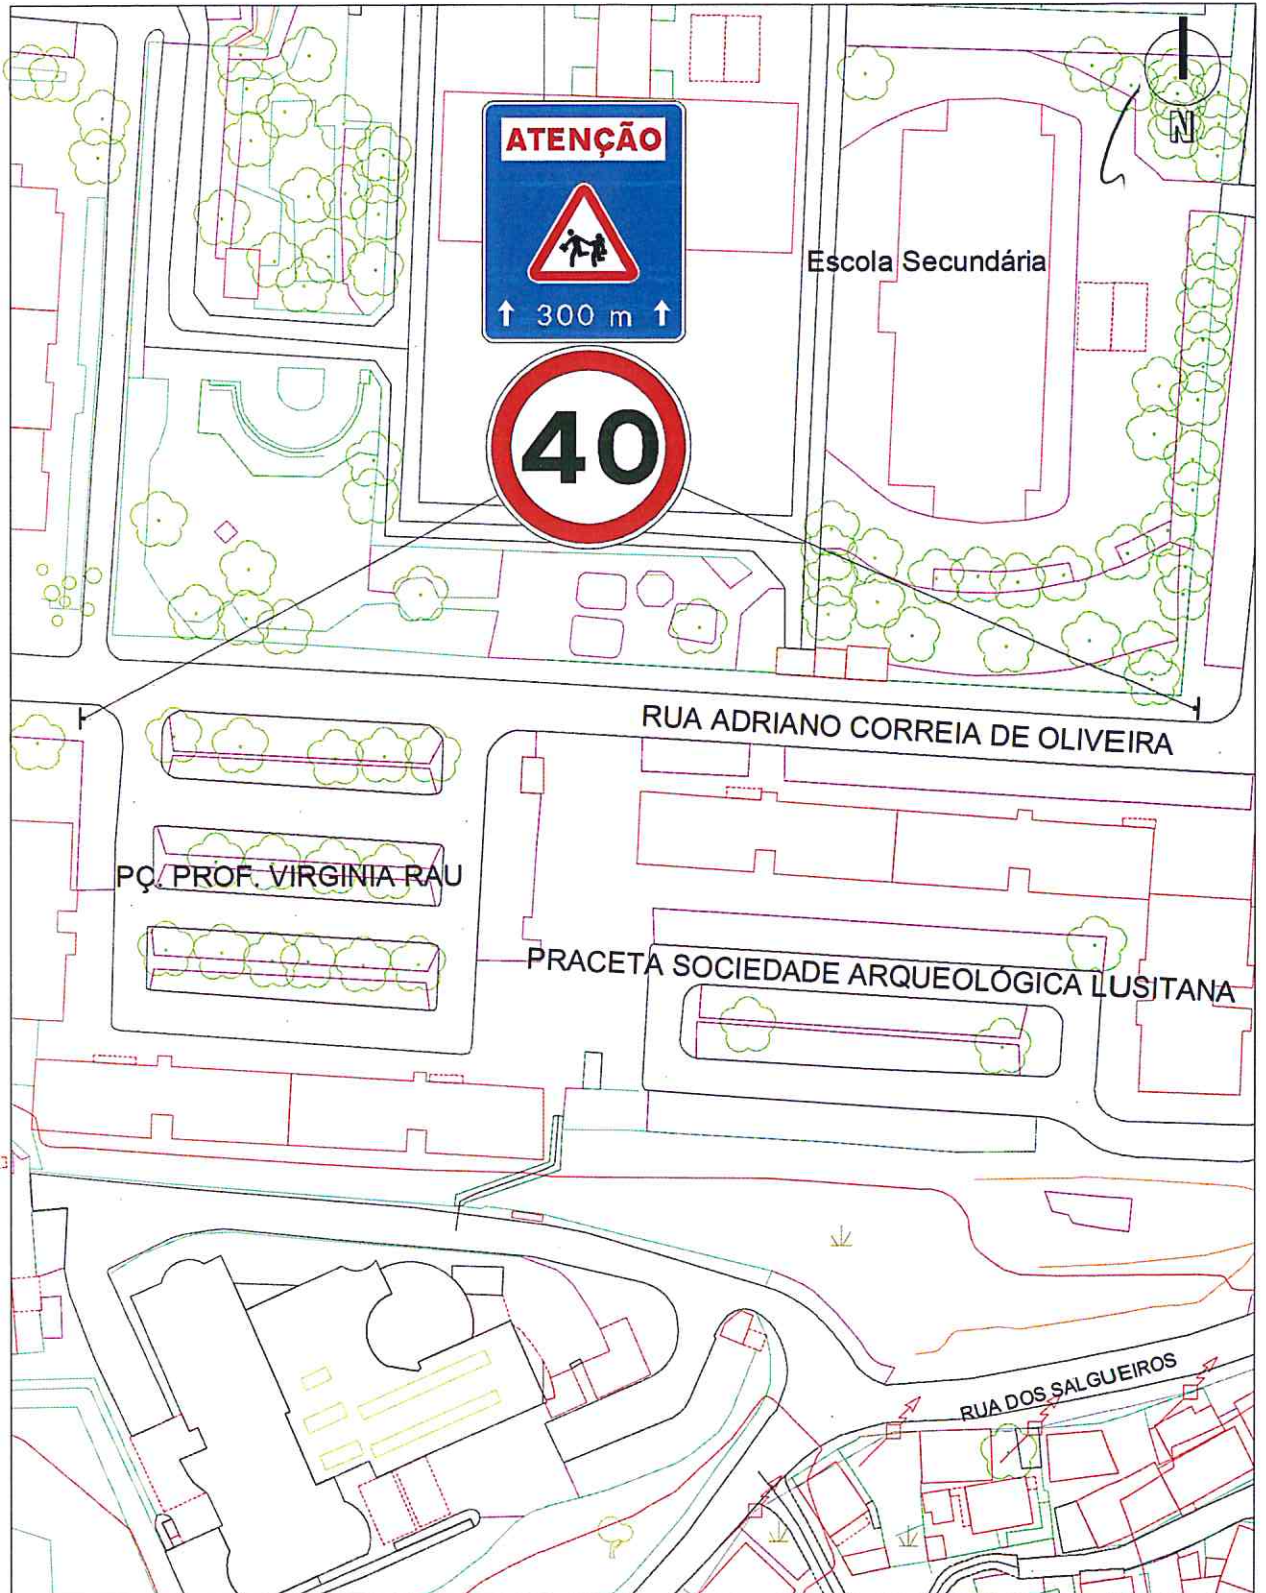 N
ATENÇÃO
300 m
40
Escola Secundária
RUA ADRIANO CORREIA DE OLIVEIRA
PÇ. PROF. VIRGINIA RAU
PRACETA SOCIEDADE ARQUEOLÓGICA LUSITANA
RUA DOS SALGUEIROS